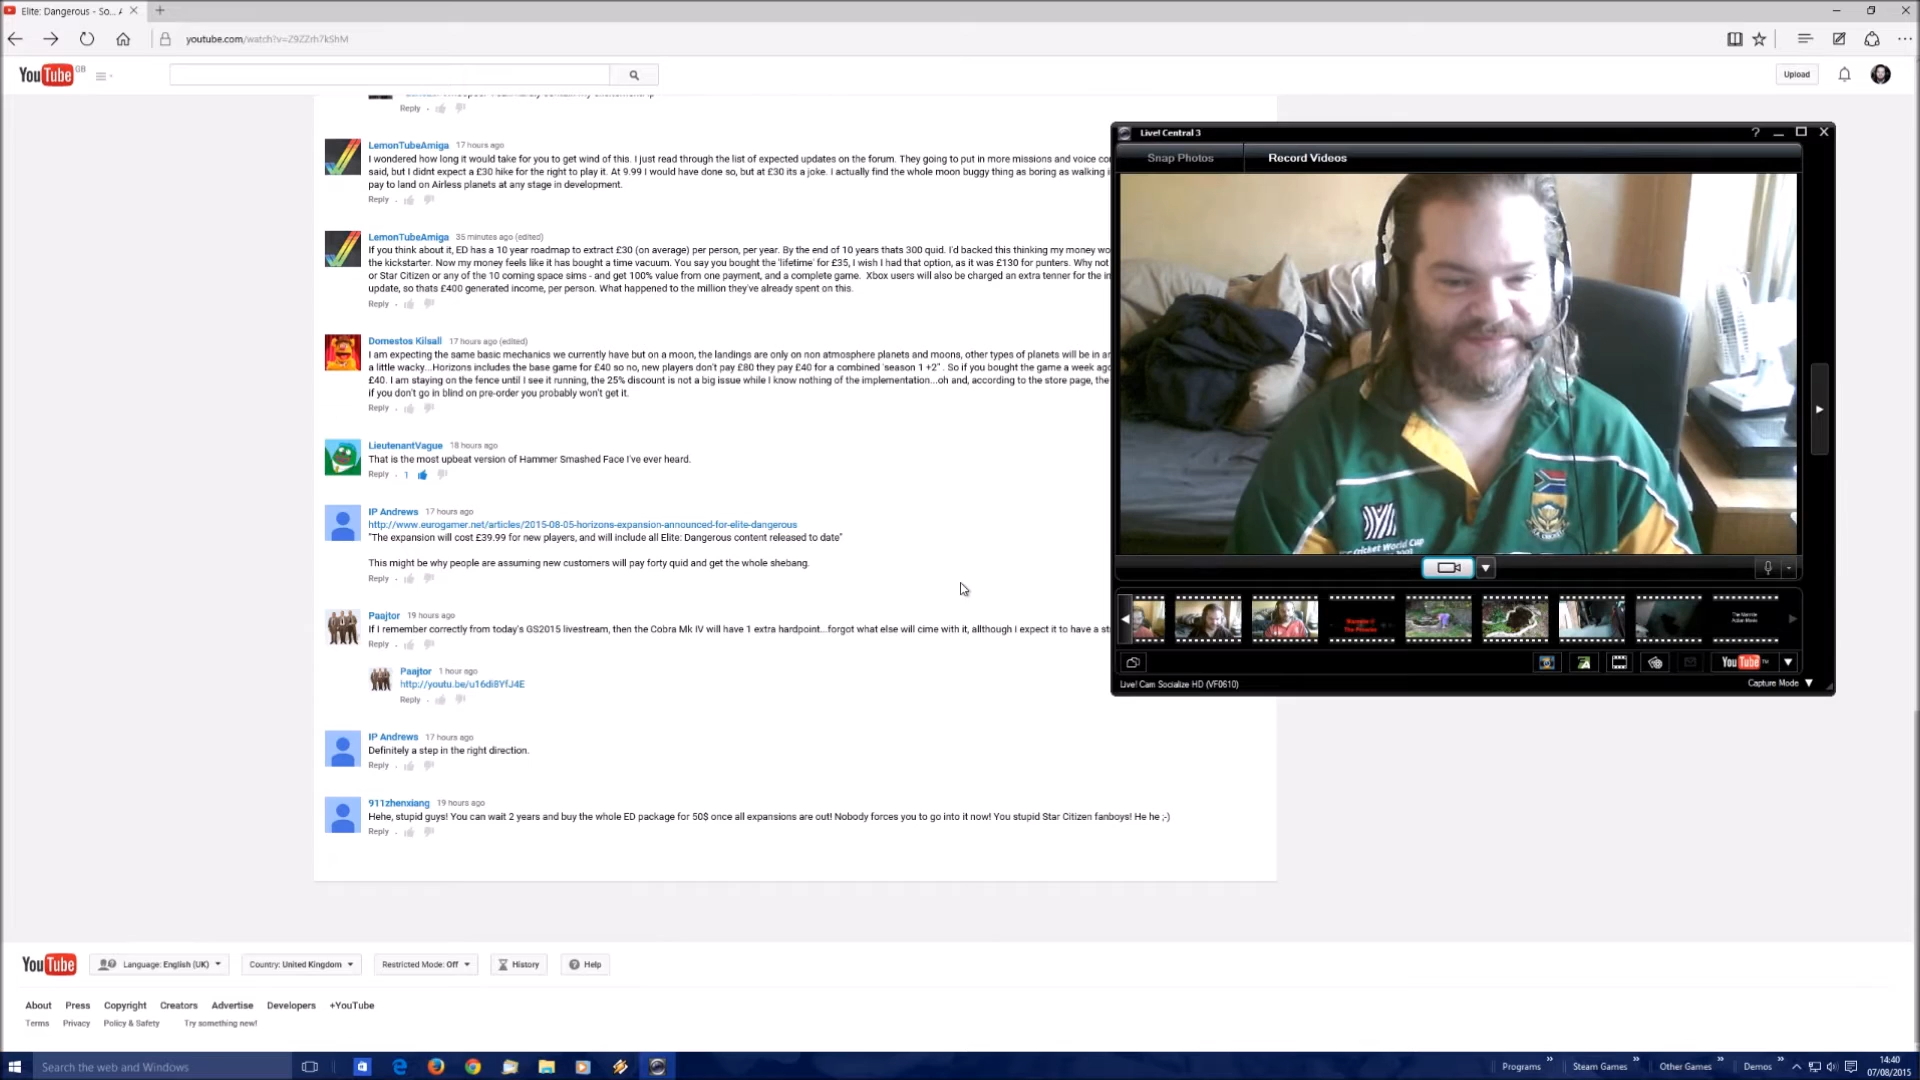 Elite: Dangerous - So... A
youtube.com/watch?v=Z9ZZrh7kShM
YouTube GB
Upload
Reply
LemonTubeAmiga 17 hours ago
I wondered how long it would take for you to get wind of this. I just read through the list of expected updates on the forum. They going to put in more missions and voice co
said, but I didnt expect a £30 hike for the right to play it. At 9.99 I would have done so, but at £30 its a joke. I actually find the whole moon buggy thing as boring as walking i
pay to land on Airless planets at any stage in development.
Reply
LemonTubeAmiga 35 minutes ago (edited)
If you think about it, ED has a 10 year roadmap to extract £30 (on average) per person, per year. By the end of 10 years thats 300 quid. I'd backed this thinking my money wo
the kickstarter. Now my money feels like it has bought a time vacuum. You say you bought the 'lifetime' for £35, I wish I had that option, as it was £130 for punters. Why not
or Star Citizen or any of the 10 coming space sims - and get 100% value from one payment, and a complete game. Xbox users will also be charged an extra tenner for the in
update, so thats £400 generated income, per person. What happened to the million they've already spent on this.
Reply
Domestos Kilsall 17 hours ago (edited)
I am expecting the same basic mechanics we currently have but on a moon, the landings are only on non atmosphere planets and moons, other types of planets will be in ar
a little wacky...Horizons includes the base game for £40 so no, new players don't pay £80 they pay £40 for a combined 'season 1 +2" . So if you bought the game a week ago
£40. I am staying on the fence until I see it running, the 25% discount is not a big issue while I know nothing of the implementation...oh and, according to the store page, the
if you don't go in blind on pre-order you probably won't get it.
Reply
LieutenantVague 18 hours ago
That is the most upbeat version of Hammer Smashed Face I've ever heard.
Reply 1
IP Andrews 17 hours ago
http://www.eurogamer.net/articles/2015-08-05-horizons-expansion-announced-for-elite-dangerous
"The expansion will cost £39.99 for new players, and will include all Elite: Dangerous content released to date"
This might be why people are assuming new customers will pay forty quid and get the whole shebang.
Reply
Paajtor 19 hours ago
If I remember correctly from today's GS2015 livestream, then the Cobra Mk IV will have 1 extra hardpoint...forgot what else will cime with it, allthough I expect it to have a st
Reply
Paajtor 1 hour ago
http://youtu.be/u16di8YfJ4E
Reply
IP Andrews 17 hours ago
Definitely a step in the right direction.
Reply
911zhenxiang 19 hours ago
Hehe, stupid guys! You can wait 2 years and buy the whole ED package for 50$ once all expansions are out! Nobody forces you to go into it now! You stupid Star Citizen fanboys! He he ;-)
Reply
Live! Central 3
Snap Photos Record Videos
Cricket World Cup
YouTube
Live! Cam Socialize HD (VF0610) Capture Mode
YouTube Language: English (UK) Country: United Kingdom Restricted Mode: Off History Help
About Press Copyright Creators Advertise Developers +YouTube
Terms Privacy Policy & Safety Try something new!
Search the web and Windows
Programs Steam Games Other Games Demos
14:40
07/08/2015